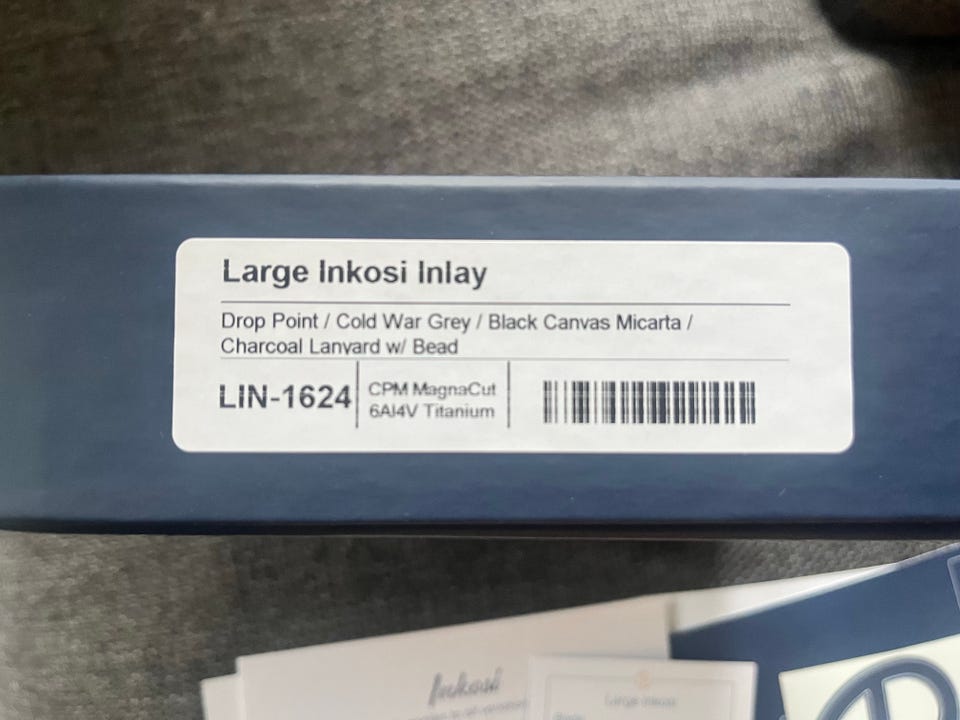 Large Inkosi Inlay
Drop Point / Cold War Grey / Black Canvas Micarta /
Charcoal Lanyard w/ Bead
LIN-1624
CPM MagnaCut
6Al4V Titanium
Inkosi
Large Inkosi